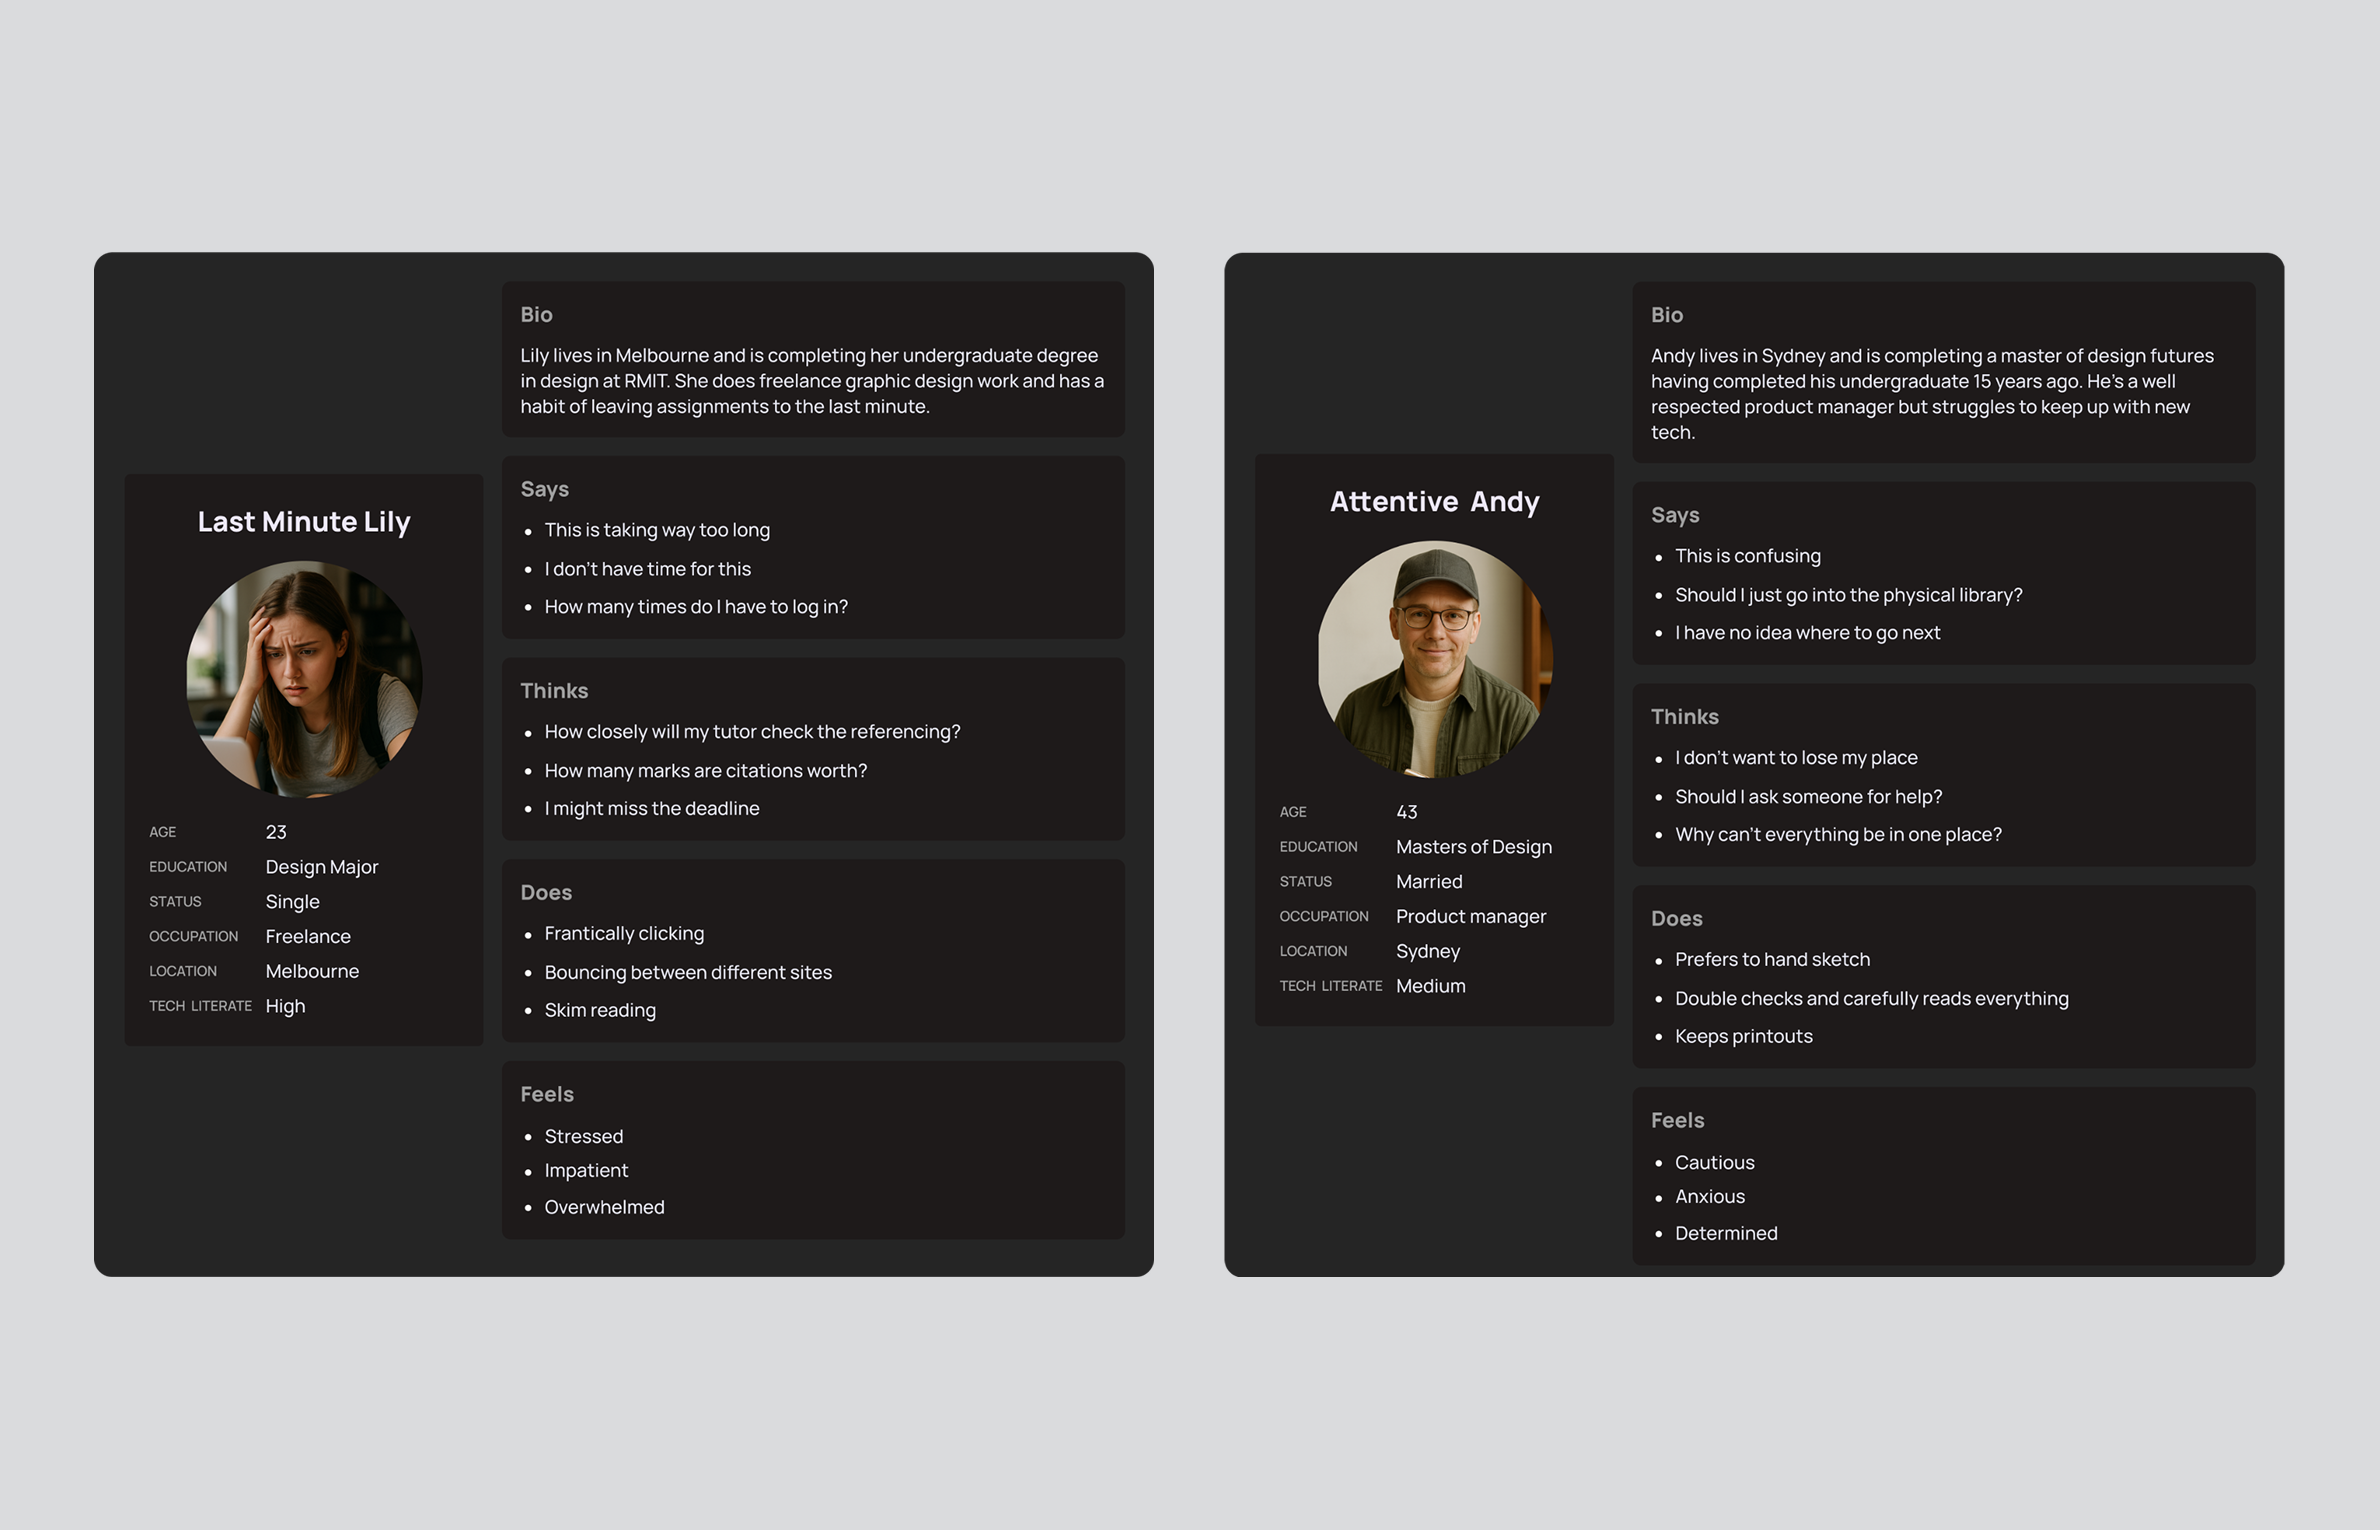 Last Minute Lily
AGE 23
EDUCATION Design Major
STATUS Single
OCCUPATION Freelance
LOCATION Melbourne
TECH LITERATE High
Bio
Lily lives in Melbourne and is completing her undergraduate degree
in design at RMIT. She does freelance graphic design work and has a
habit of leaving assignments to the last minute.
Says
• This is taking way too long
• I don't have time for this
• How many times do I have to log in?
Thinks
• How closely will my tutor check the referencing?
• How many marks are citations worth?
• I might miss the deadline
Does
• Frantically clicking
• Bouncing between different sites
• Skim reading
Feels
• Stressed
• Impatient
• Overwhelmed
Attentive Andy
AGE 43
EDUCATION Masters of Design
STATUS Married
OCCUPATION Product manager
LOCATION Sydney
TECH LITERATE Medium
Bio
Andy lives in Sydney and is completing a master of design futures
having completed his undergraduate 15 years ago. He's a well
respected product manager but struggles to keep up with new
tech.
Says
• This is confusing
• Should I just go into the physical library?
• I have no idea where to go next
Thinks
• I don't want to lose my place
• Should I ask someone for help?
• Why can't everything be in one place?
Does
• Prefers to hand sketch
• Double checks and carefully reads everything
• Keeps printouts
Feels
• Cautious
• Anxious
• Determined